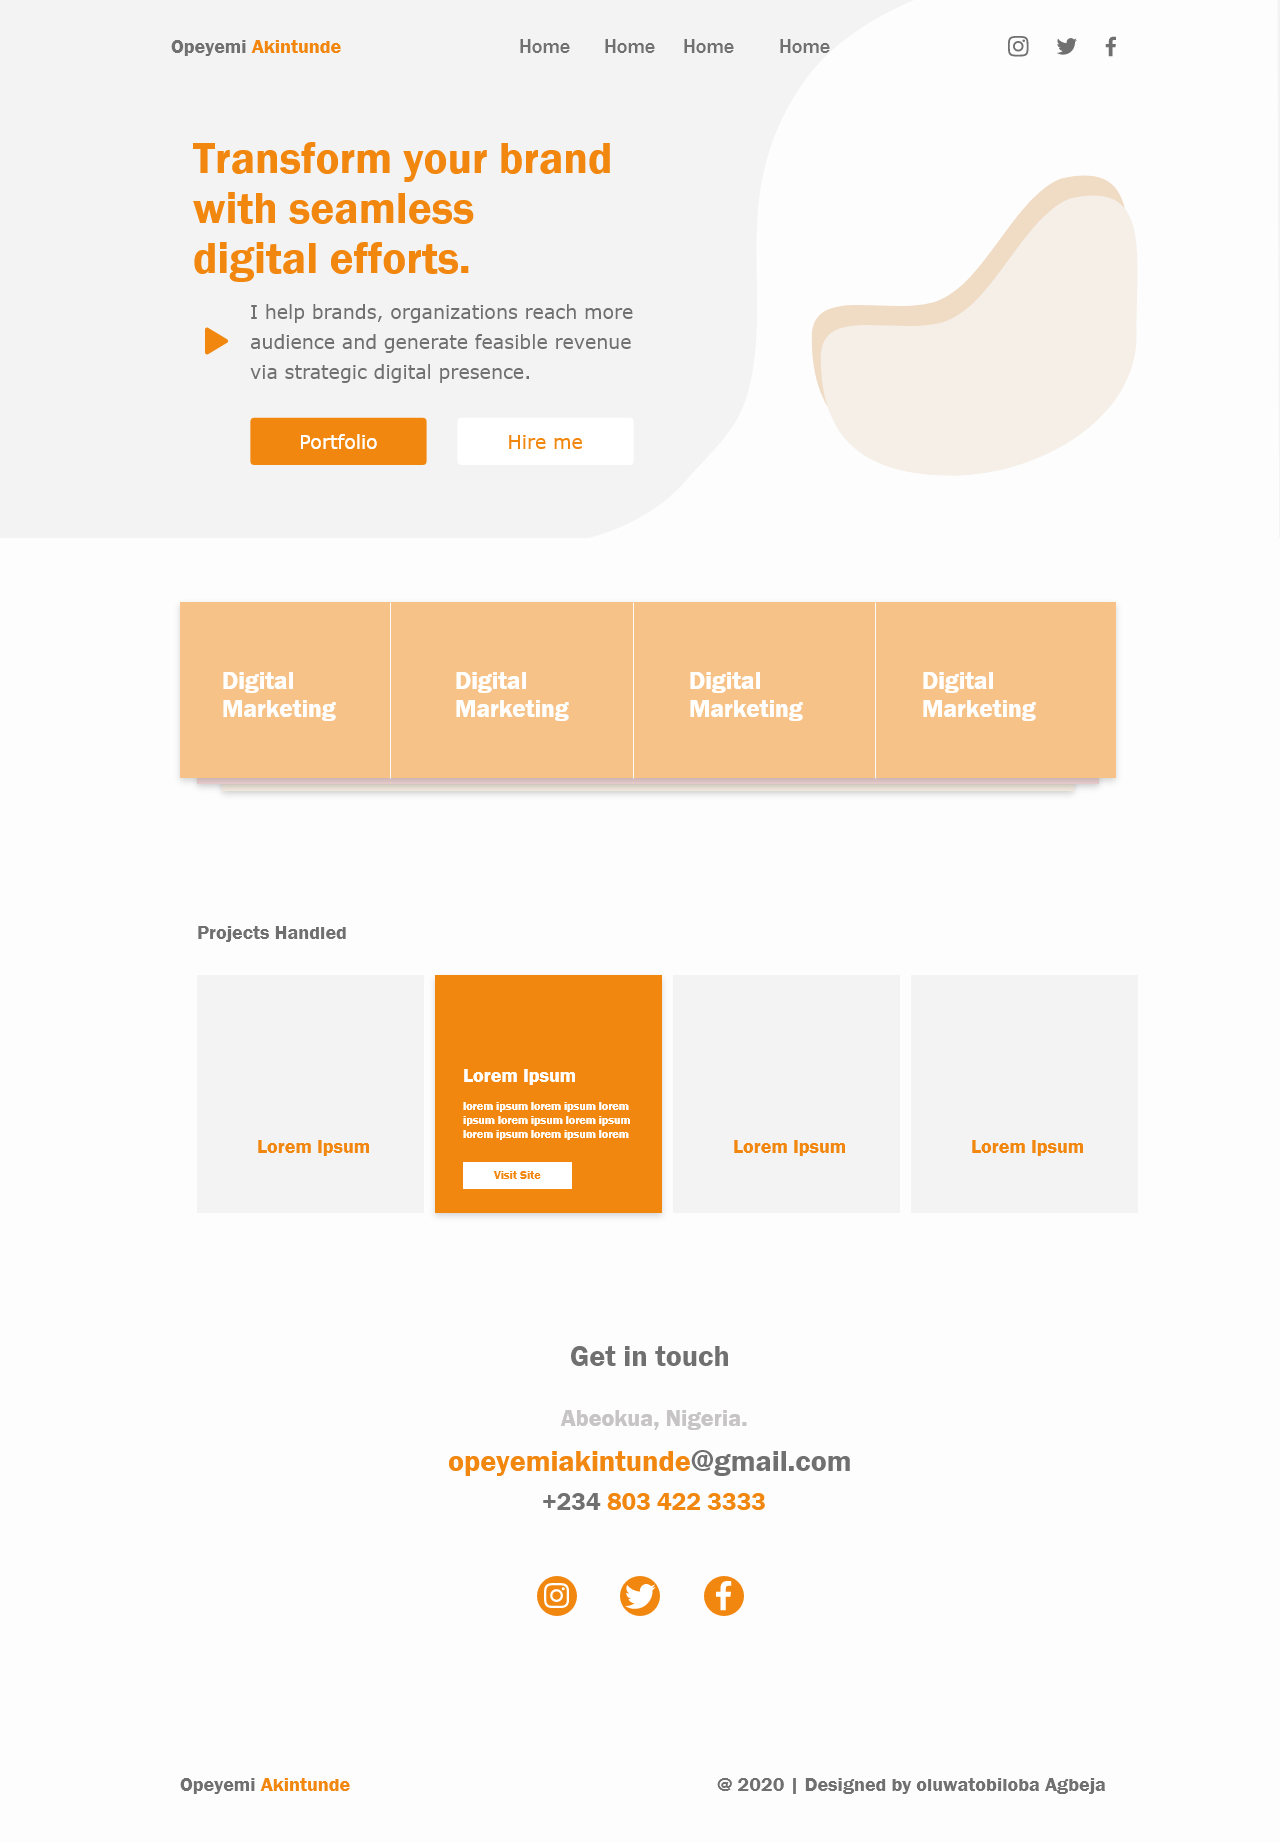 Opeyemi Akintunde
Home Home Home Home
Transform your brand
with seamless
digital efforts.
I help brands, organizations reach more
audience and generate feasible revenue
via strategic digital presence.
Portfolio
Hire me
Digital
Marketing
Digital
Marketing
Digital
Marketing
Digital
Marketing
Projects Handled
Lorem Ipsum
Lorem Ipsum
lorem ipsum lorem ipsum lorem
ipsum lorem ipsum lorem ipsum
lorem ipsum lorem ipsum lorem
Visit Site
Lorem Ipsum
Lorem Ipsum
Get in touch
Abeokua, Nigeria.
opeyemiakintunde@gmail.com
+234 803 422 3333
Opeyemi Akintunde
@ 2020 | Designed by oluwatobiloba Agbeja